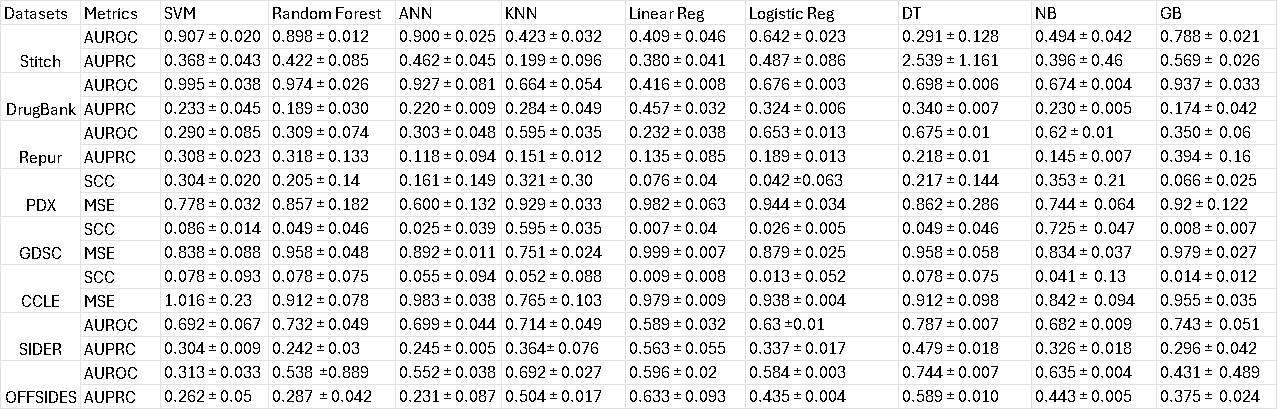 Datasets Metrics SVM Random Forest ANN KNN Linear Reg Logistic Reg DT NB GB
AUROC 0.907 ± 0.020 0.898 ± 0.012 0.900 ± 0.025 0.423 ± 0.032 0.409 ± 0.046 0.642 ± 0.023 0.291 ± 0.128 0.494 ± 0.042 0.788 ± 0.021
Stitch AUPRC 0.368 ± 0.043 0.422 ± 0.085 0.462 ± 0.045 0.199 ± 0.096 0.380 ± 0.041 0.487 ± 0.086 2.539 ± 1.161 0.396 ± 0.46 0.569 ± 0.026
AUROC 0.995 ± 0.038 0.974 ± 0.026 0.927 ± 0.081 0.664 ± 0.054 0.416 ± 0.008 0.676 ± 0.003 0.698 ± 0.006 0.674 ± 0.004 0.937 ± 0.033
DrugBank AUPRC 0.233 ± 0.045 0.189 ± 0.030 0.220 ± 0.009 0.284 ± 0.049 0.457 ± 0.032 0.324 ± 0.006 0.340 ± 0.007 0.230 ± 0.005 0.174 ± 0.042
AUROC 0.290 ± 0.085 0.309 ± 0.074 0.303 ± 0.048 0.595 ± 0.035 0.232 ± 0.038 0.653 ± 0.013 0.675 ± 0.01 0.62 ± 0.01 0.350 ± 0.06
Repur AUPRC 0.308 ± 0.023 0.318 ± 0.133 0.118 ± 0.094 0.151 ± 0.012 0.135 ± 0.085 0.189 ± 0.013 0.218 ± 0.01 0.145 ± 0.007 0.394 ± 0.16
SCC 0.304 ± 0.020 0.205 ± 0.14 0.161 ± 0.149 0.321 ± 0.30 0.076 ± 0.04 0.042 ±0.063 0.217 ± 0.144 0.353 ± 0.21 0.066 ± 0.025
PDX MSE 0.778 ± 0.032 0.857 ± 0.182 0.600 ± 0.132 0.929 ± 0.033 0.982 ± 0.063 0.944 ± 0.034 0.862 ± 0.286 0.744 ± 0.064 0.92 ± 0.122
SCC 0.086 ± 0.014 0.049 ± 0.046 0.025 ± 0.039 0.595 ± 0.035 0.007 ± 0.04 0.026 ± 0.005 0.049 ± 0.046 0.725 ± 0.047 0.008 ± 0.007
GDSC MSE 0.838 ± 0.088 0.958 ± 0.048 0.892 ± 0.011 0.751 ± 0.024 0.999 ± 0.007 0.879 ± 0.025 0.958 ± 0.058 0.834 ± 0.037 0.979 ± 0.027
SCC 0.078 ± 0.093 0.078 ± 0.075 0.055 ± 0.094 0.052 ± 0.088 0.009 ± 0.008 0.013 ± 0.052 0.078 ± 0.075 0.041 ± 0.13 0.014 ± 0.012
CCLE MSE 1.016 ± 0.23 0.912 ± 0.078 0.983 ± 0.038 0.765 ± 0.103 0.979 ± 0.009 0.938 ± 0.004 0.912 ± 0.098 0.842 ± 0.094 0.955 ± 0.035
AUROC 0.692 ± 0.067 0.732 ± 0.049 0.699 ± 0.044 0.714 ± 0.049 0.589 ± 0.032 0.63 ±0.01 0.787 ± 0.007 0.682 ± 0.009 0.743 ± 0.051
SIDER AUPRC 0.304 ± 0.009 0.242 ± 0.03 0.245 ± 0.005 0.364± 0.076 0.563 ± 0.055 0.337 ± 0.017 0.479 ± 0.018 0.326 ± 0.018 0.296 ± 0.042
AUROC 0.313 ± 0.033 0.538 ±0.889 0.552 ± 0.038 0.692 ± 0.027 0.596 ± 0.02 0.584 ± 0.003 0.744 ± 0.007 0.635 ± 0.004 0.431 ± 0.489
OFFSIDES AUPRC 0.262 ± 0.05 0.287 ± 0.042 0.231 ± 0.087 0.504 ± 0.017 0.633 ± 0.093 0.435 ± 0.004 0.589 ± 0.010 0.443 ± 0.005 0.375 ± 0.024